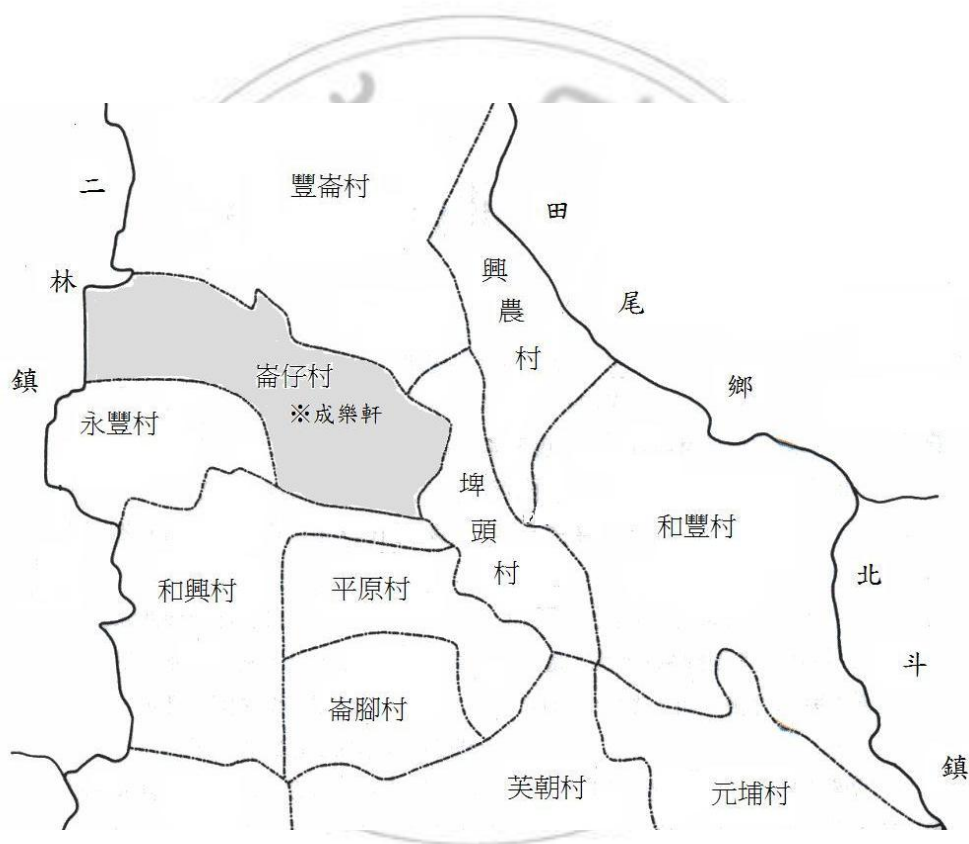 豐崙村
二林鎮
田尾鄉
興農村
崙仔村
※成樂軒
永豐村
埤頭村
和豐村
和興村
平原村
北斗鎮
崙腳村
芙朝村
元埔村